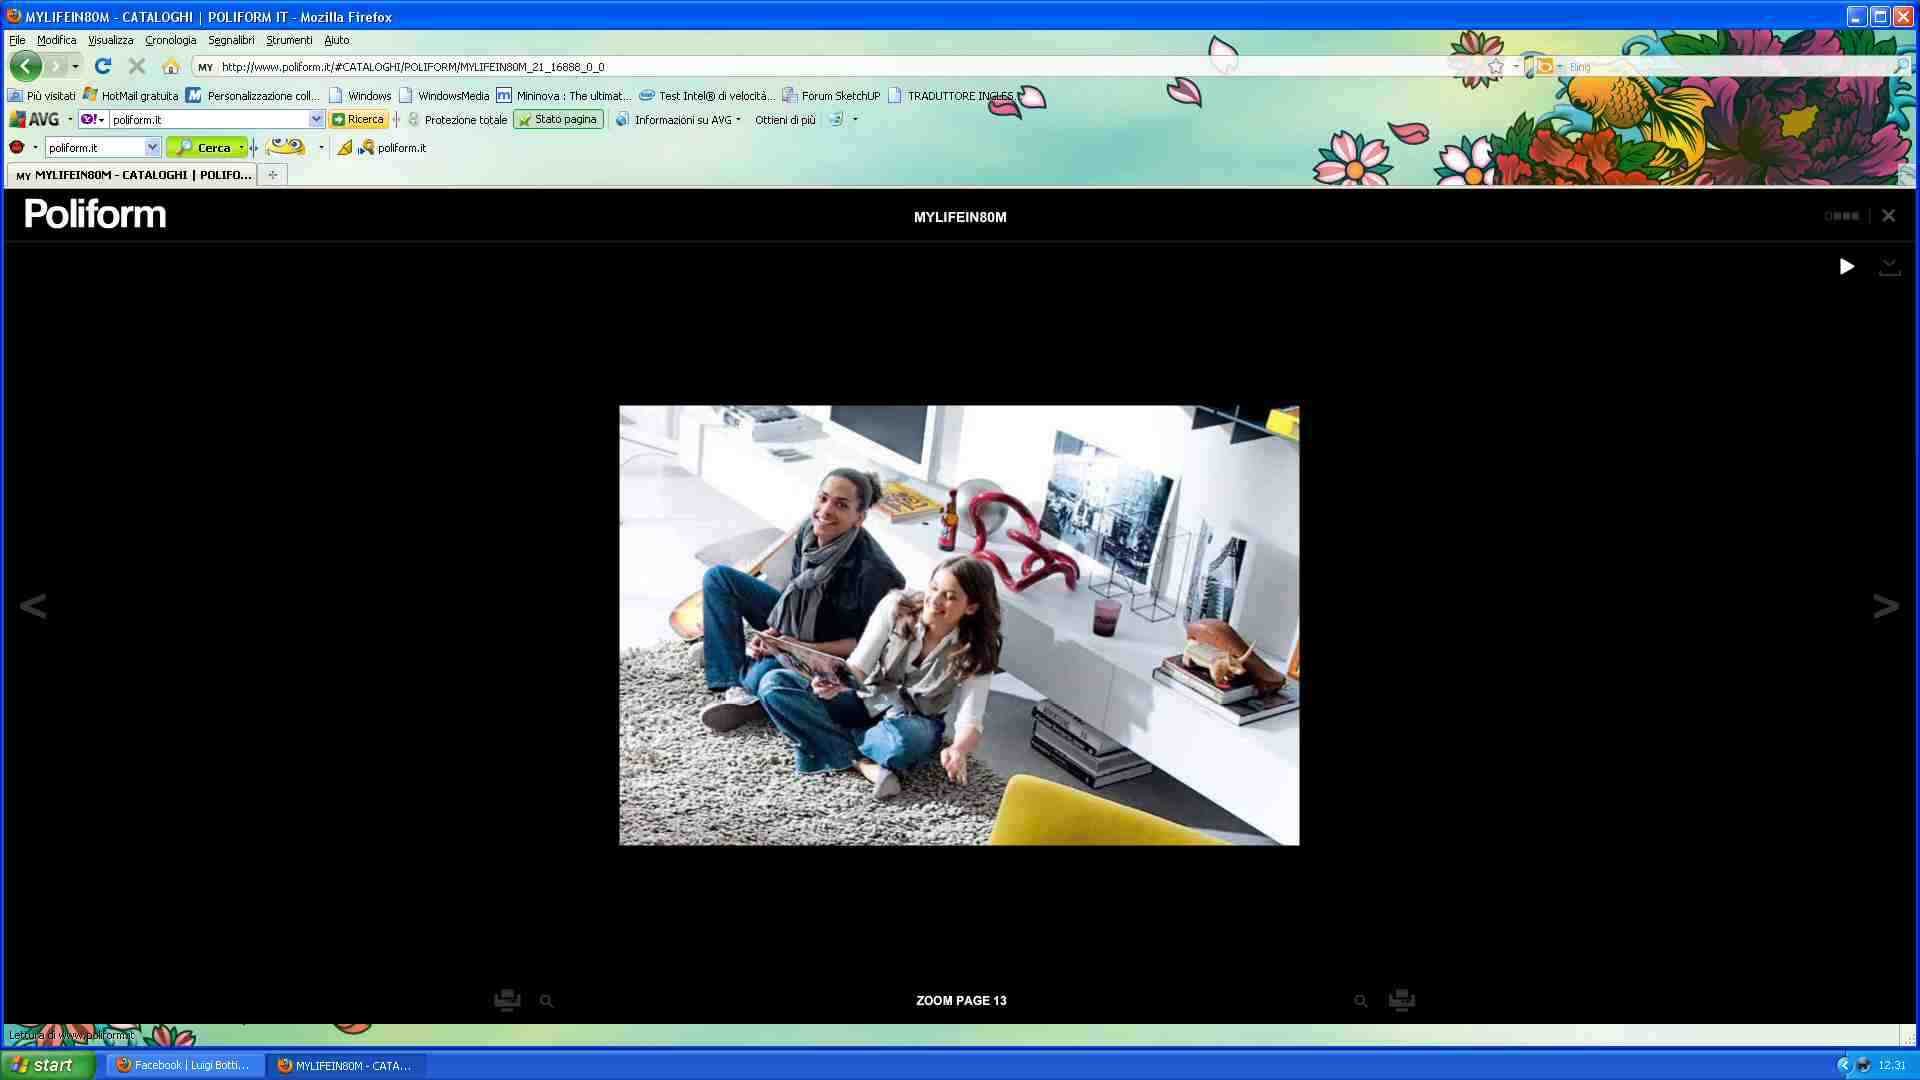 MYLIFEIN80M - CATALOGHI | POLIFORM IT - Mozilla Firefox
File Modifica Visualizza Cronologia Segnalibri Strumenti Aiuto
MY http://www.poliform.it/#CATALOGHI/POLIFORM/MYLIFEIN80M_21_16888_0_0 Bing
Più visitati HotMail gratuita Personalizzazione coll... Windows WindowsMedia Mininova : The ultimat... Test Intel® di velocità... Forum SketchUP TRADUTTORE INGLES
AVG Y! poliform.it Ricerca Protezione totale Stato pagina Informazioni su AVG Ottieni di più
poliform.it Cerca poliform.it
MY MYLIFEIN80M - CATALOGHI | POLIFO...
Poliform MYLIFEIN80M
< >
ZOOM PAGE 13
Lettura di www.poliform.it
start Facebook | Luigi Botti... MYLIFEIN80M - CATA... 12.31